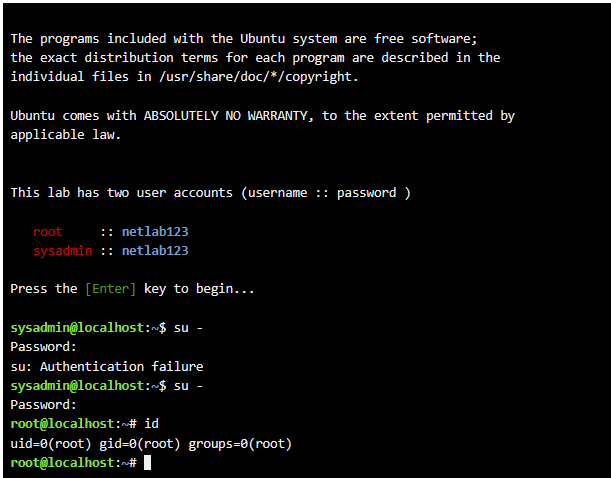 The programs included with the Ubuntu system are free software;
the exact distribution terms for each program are described in the
individual files in /usr/share/doc/*/copyright.
Ubuntu comes with ABSOLUTELY NO WARRANTY, to the extent permitted by
applicable law.
This lab has two user accounts (username :: password )
root     :: netlab123
sysadmin :: netlab123
Press the [Enter] key to begin...
sysadmin@localhost:~$ su -
Password:
su: Authentication failure
sysadmin@localhost:~$ su -
Password:
root@localhost:~# id
uid=0(root) gid=0(root) groups=0(root)
root@localhost:~#